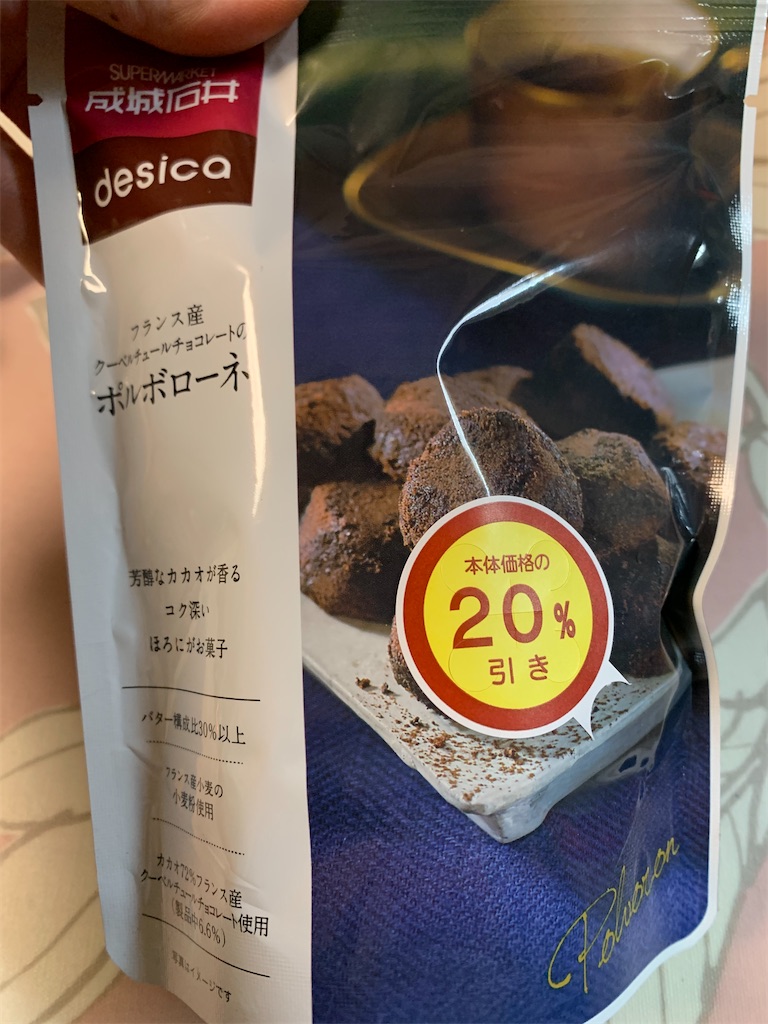 SUPERMARKET
成城石井
desica
フランス産
クーベルチュールチョコレートの
ポルボローネ
芳醇なカカオが香る
コク深い
ほろにがお菓子
バター構成比30%以上
フランス産小麦の
小麦粉使用
カカオ72%フランス産
クーベルチュールチョコレート使用
(製品中6.6%)
写真はイメージです
本体価格の
20%
引き
Polvoron